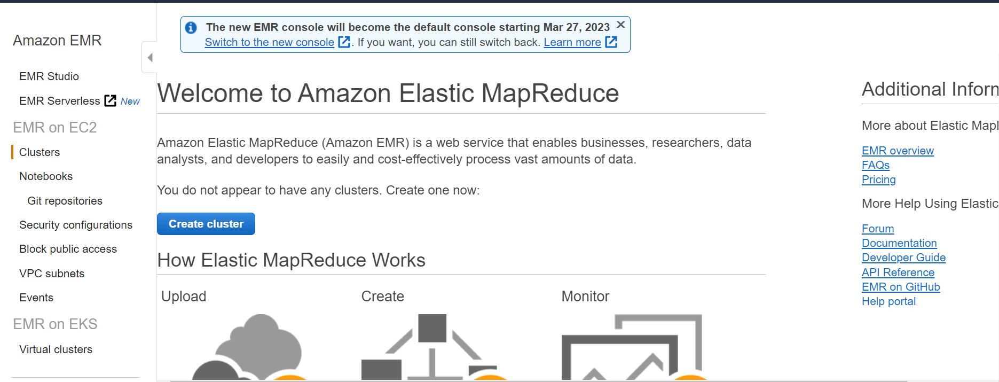 Amazon EMR
EMR Studio
EMR Serverless New
EMR on EC2
Clusters
Notebooks
Git repositories
Security configurations
Block public access
VPC subnets
Events
EMR on EKS
Virtual clusters
The new EMR console will become the default console starting Mar 27, 2023
Switch to the new console . If you want, you can still switch back. Learn more
Welcome to Amazon Elastic MapReduce
Amazon Elastic MapReduce (Amazon EMR) is a web service that enables businesses, researchers, data
analysts, and developers to easily and cost-effectively process vast amounts of data.
You do not appear to have any clusters. Create one now:
Create cluster
How Elastic MapReduce Works
Upload
Create
Monitor
Additional
More about Elastic
EMR overview
FAQs
Pricing
More Help Using Elastic
Forum
Documentation
Developer Guide
API Reference
EMR on GitHub
Help portal